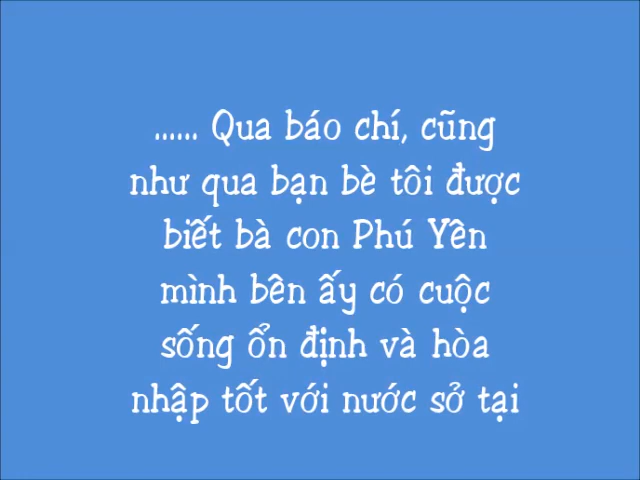 ...... Qua báo chí, cũng
như qua bạn bè tôi được
biết bà con Phú Yên
mình bên ấy có cuộc
sống ổn định và hòa
nhập tốt với nước sở tại